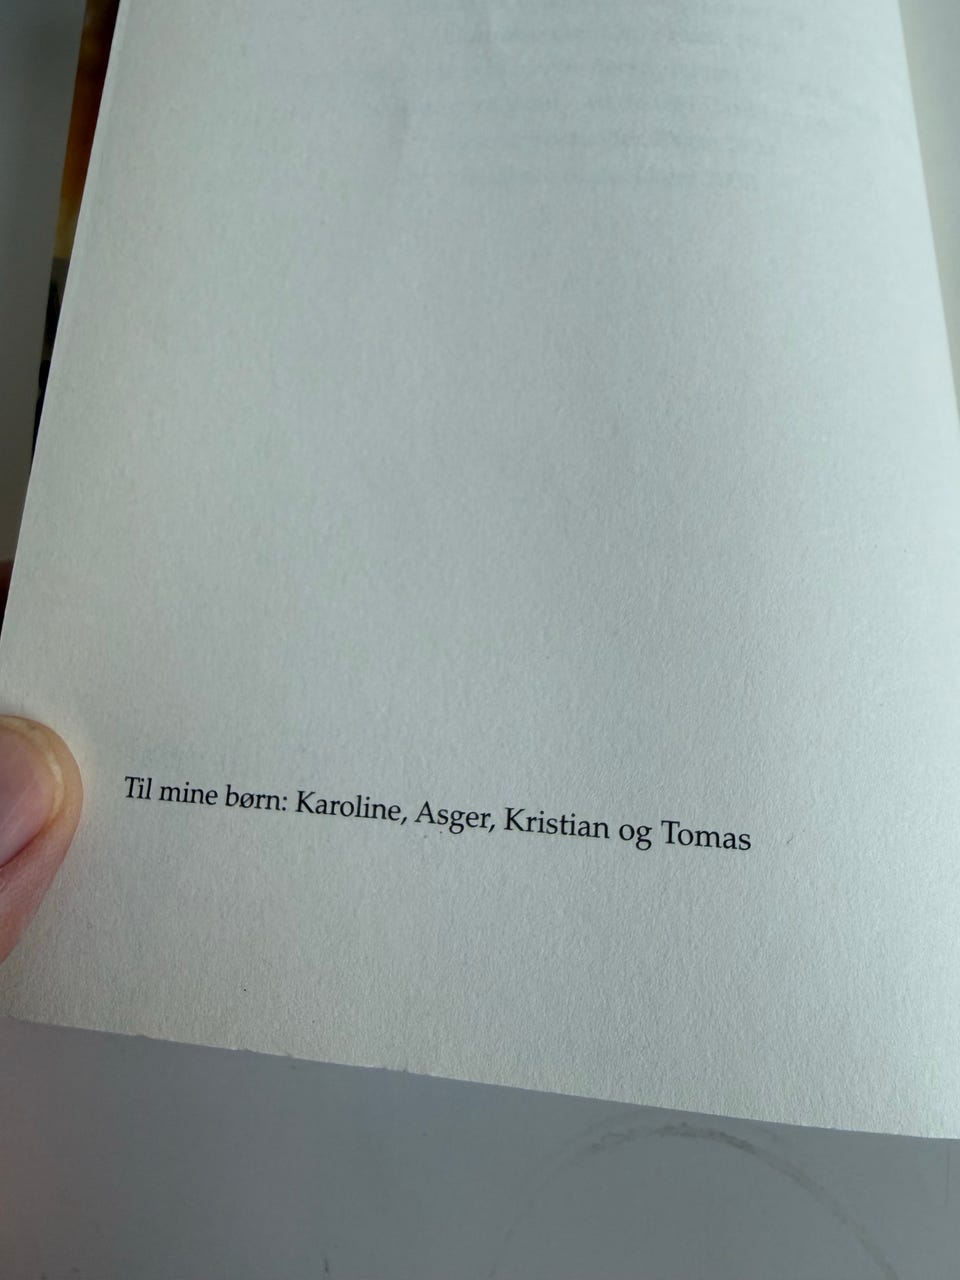 Til mine børn: Karoline, Asger, Kristian og Tomas